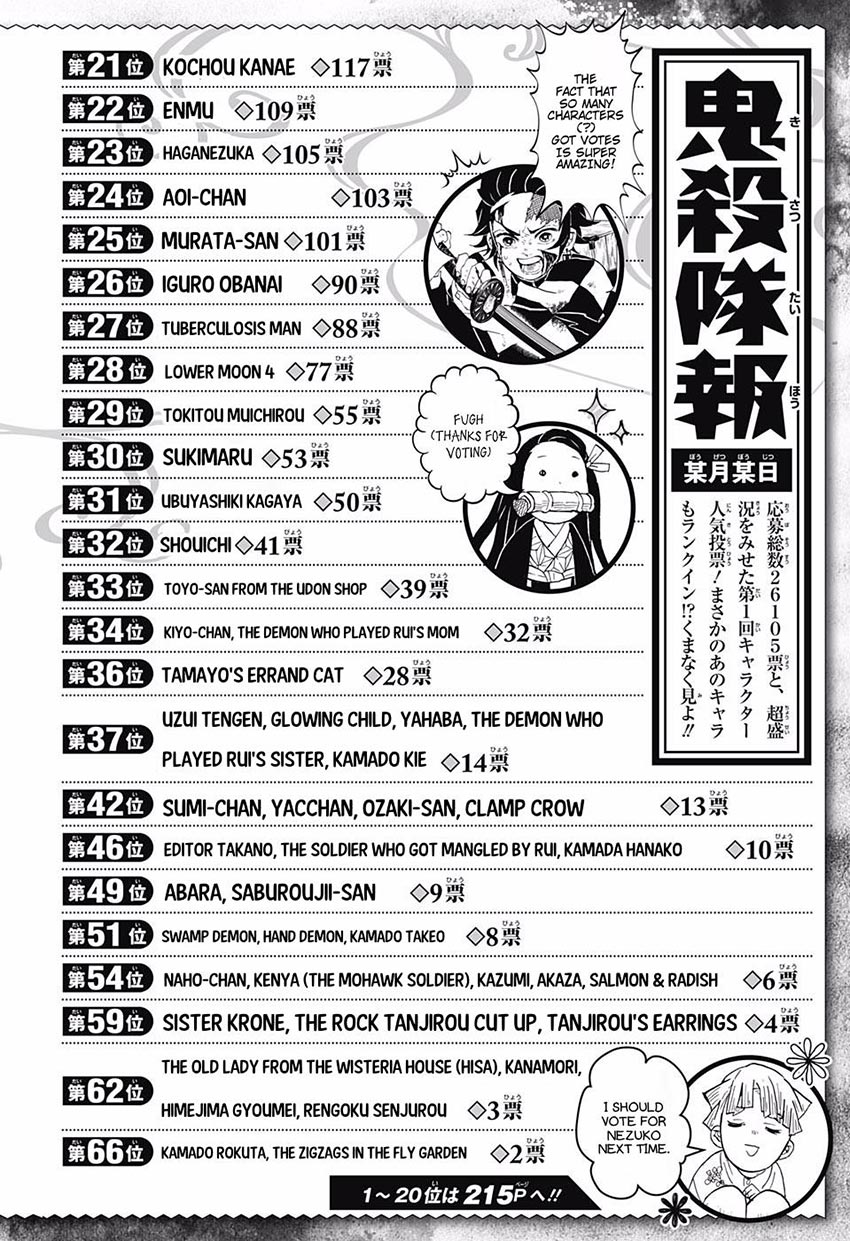 第21位 KOCHOU KANAE ◇117票
第22位 ENMU ◇109票
第23位 HAGANEZUKA ◇105票
第24位 AOI-CHAN ◇103票
第25位 MURATA-SAN ◇101票
第26位 IGURO OBANAI ◇90票
第27位 TUBERCULOSIS MAN ◇88票
第28位 LOWER MOON 4 ◇77票
第29位 TOKITOU MUICHIROU ◇55票
第30位 SUKIMARU ◇53票
第31位 UBUYASHIKI KAGAYA ◇50票
第32位 SHOUICHI ◇41票
第33位 TOYO-SAN FROM THE UDON SHOP ◇39票
第34位 KIYO-CHAN, THE DEMON WHO PLAYED RUI'S MOM ◇32票
第36位 TAMAYO'S ERRAND CAT ◇28票
第37位 UZUI TENGEN, GLOWING CHILD, YAHABA, THE DEMON WHO
PLAYED RUI'S SISTER, KAMADO KIE ◇14票
第42位 SUMI-CHAN, YACCHAN, OZAKI-SAN, CLAMP CROW ◇13票
第46位 EDITOR TAKANO, THE SOLDIER WHO GOT MANGLED BY RUI, KAMADA HANAKO ◇10票
第49位 ABARA, SABUROUJII-SAN ◇9票
第51位 SWAMP DEMON, HAND DEMON, KAMADO TAKEO ◇8票
第54位 NAHO-CHAN, KENYA (THE MOHAWK SOLDIER), KAZUMI, AKAZA, SALMON & RADISH ◇6票
第59位 SISTER KRONE, THE ROCK TANJIROU CUT UP, TANJIROU'S EARRINGS ◇4票
第62位 THE OLD LADY FROM THE WISTERIA HOUSE (HISA), KANAMORI,
HIMEJIMA GYOUMEI, RENGOKU SENJUROU ◇3票
第66位 KAMADO ROKUTA, THE ZIGZAGS IN THE FLY GARDEN ◇2票
1～20位は215Pへ!!
THE
FACT THAT
SO MANY
CHARACTERS
(?)
GOT VOTES
IS SUPER
AMAZING!
FUGH
(THANKS FOR
VOTING)
I SHOULD
VOTE FOR
NEZUKO
NEXT TIME.
鬼殺隊報
某月某日
応募総数26105票と、超盛
況をみせた第1回キャラクター
人気投票！まさかのあのキャラ
もランクイン!?くまなく見よ!!